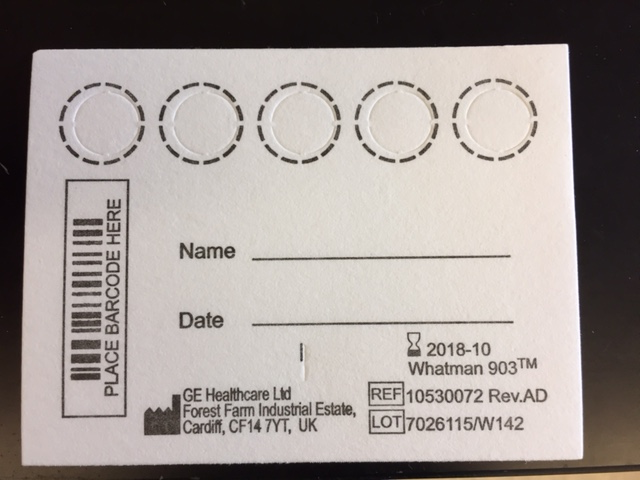 PLACE BARCODE HERE
Name
Date
2018-10
Whatman 903™
GE Healthcare Ltd
Forest Farm Industrial Estate,
Cardiff, CF14 7YT, UK
REF 10530072 Rev.AD
LOT 7026115/W142